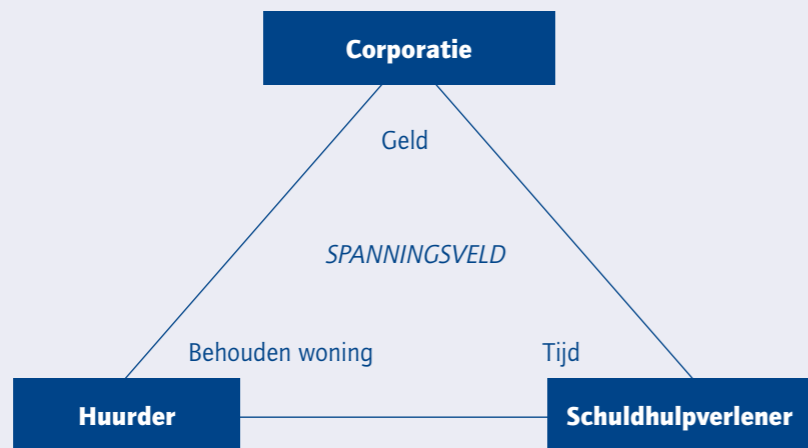 Corporatie
Geld
SPANNINGSVELD
Behouden woning
Tijd
Huurder
Schuldhulpverlener